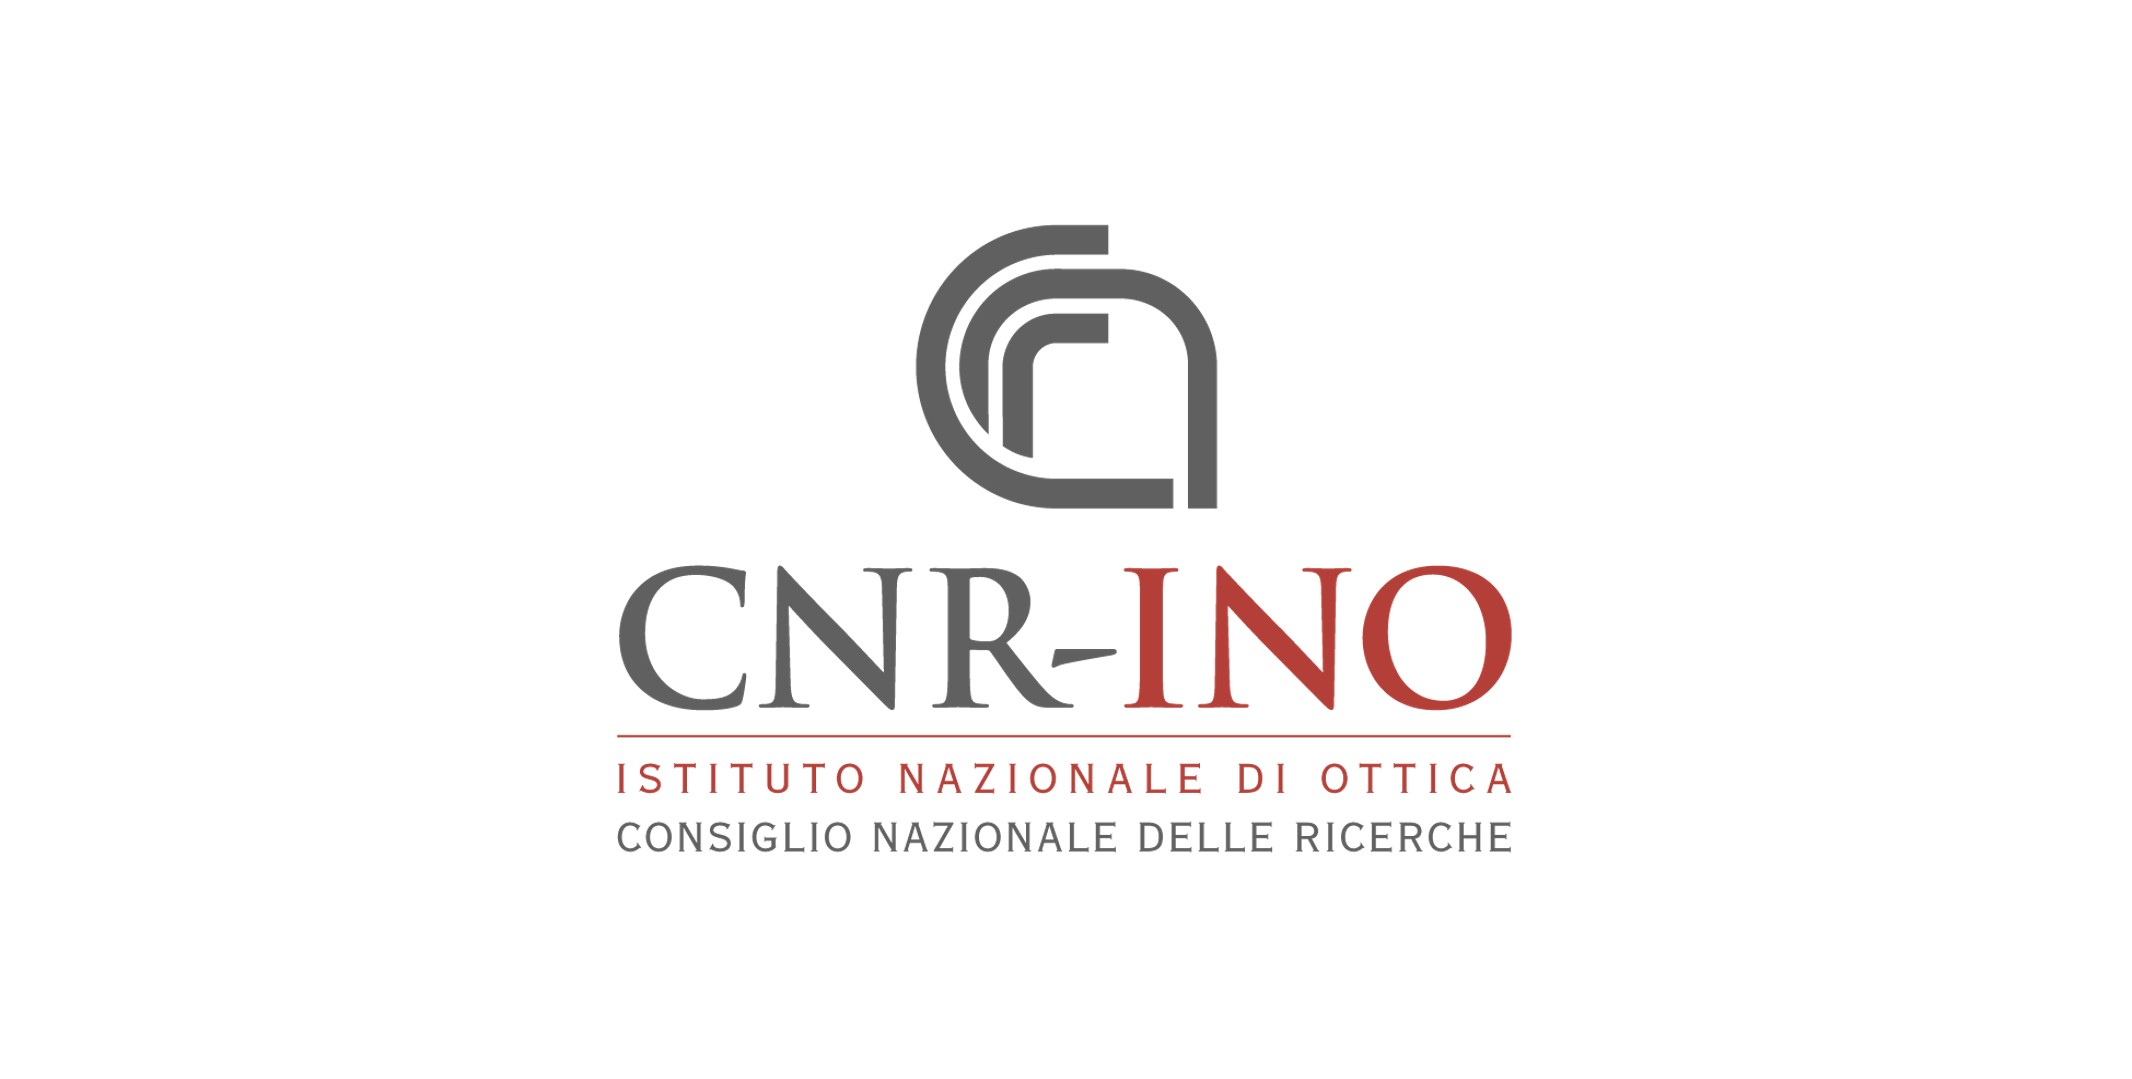 CNR-INO
ISTITUTO NAZIONALE DI OTTICA
CONSIGLIO NAZIONALE DELLE RICERCHE